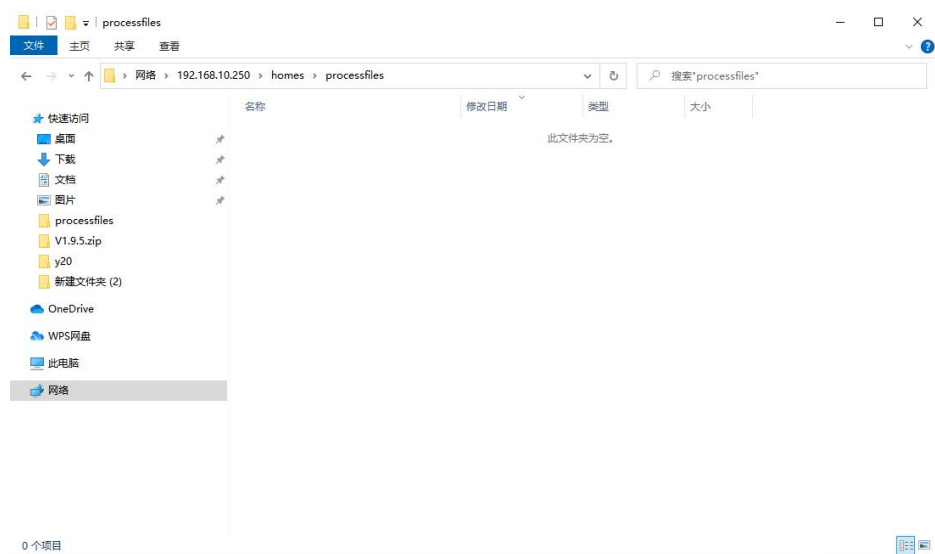 processfiles
文件 主页 共享 查看
网络 > 192.168.10.250 > homes > processfiles
搜索"processfiles"
名称 修改日期 类型 大小
此文件夹为空。
快速访问
桌面
下载
文档
图片
processfiles
V1.9.5.zip
y20
新建文件夹 (2)
OneDrive
WPS网盘
此电脑
网络
0 个项目